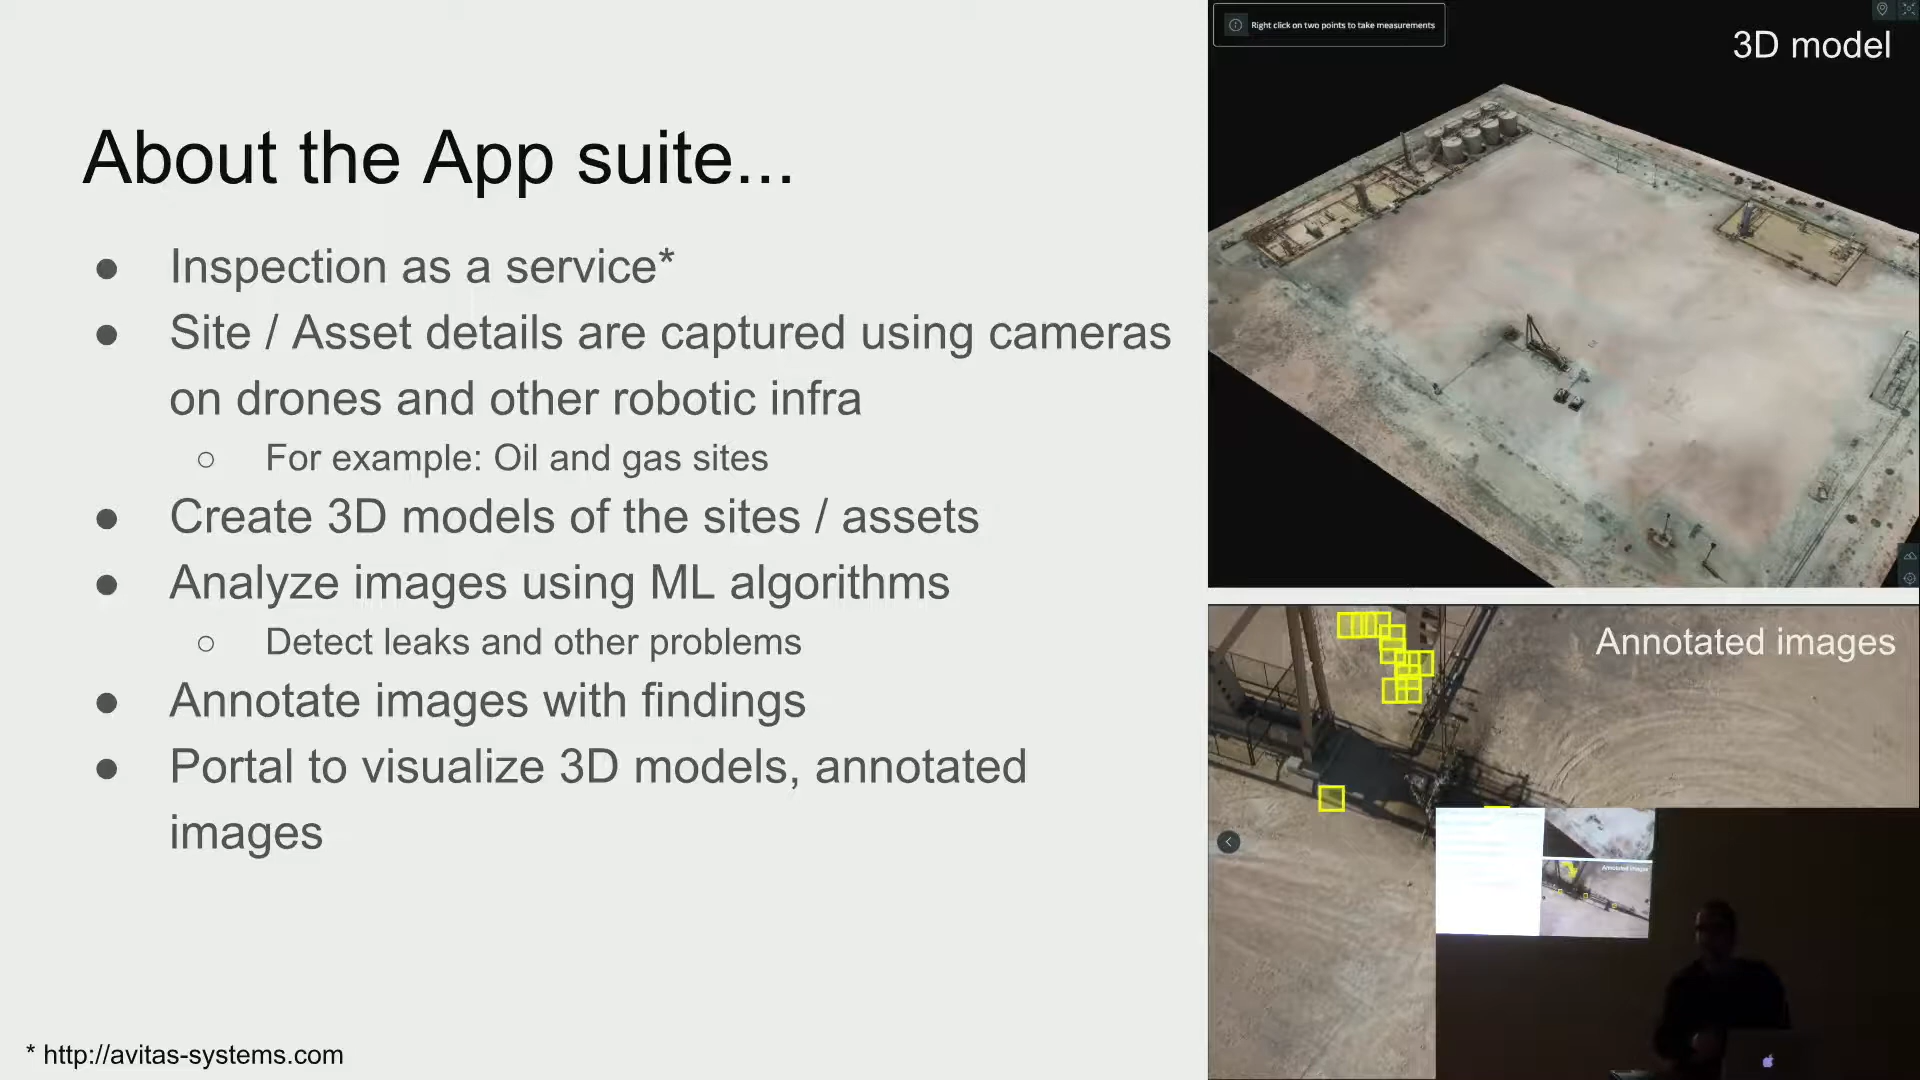 About the App suite...
● Inspection as a service*
● Site / Asset details are captured using cameras
on drones and other robotic infra
○ For example: Oil and gas sites
● Create 3D models of the sites / assets
● Analyze images using ML algorithms
○ Detect leaks and other problems
● Annotate images with findings
● Portal to visualize 3D models, annotated
images
* http://avitas-systems.com
Right click on two points to take measurements
3D model
Annotated images
Annotated images